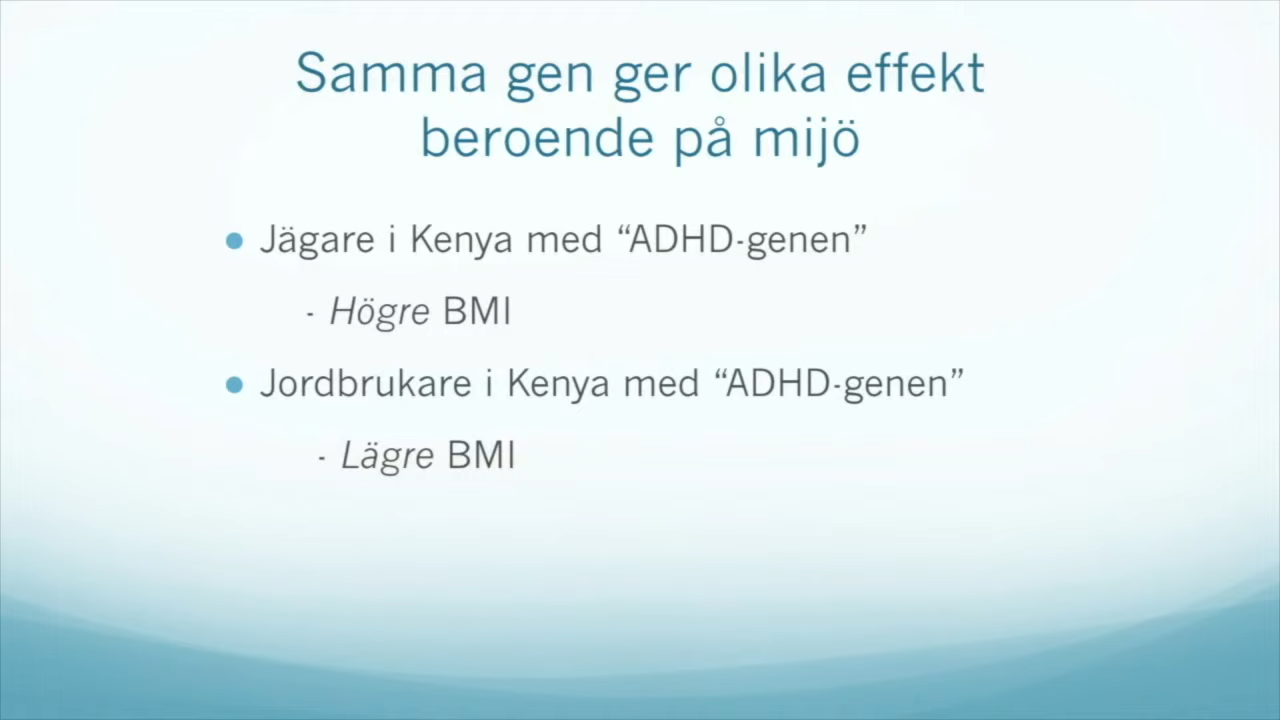 Samma gen ger olika effekt
beroende på mijö
● Jägare i Kenya med “ADHD-genen”
- Högre BMI
● Jordbrukare i Kenya med “ADHD-genen”
- Lägre BMI